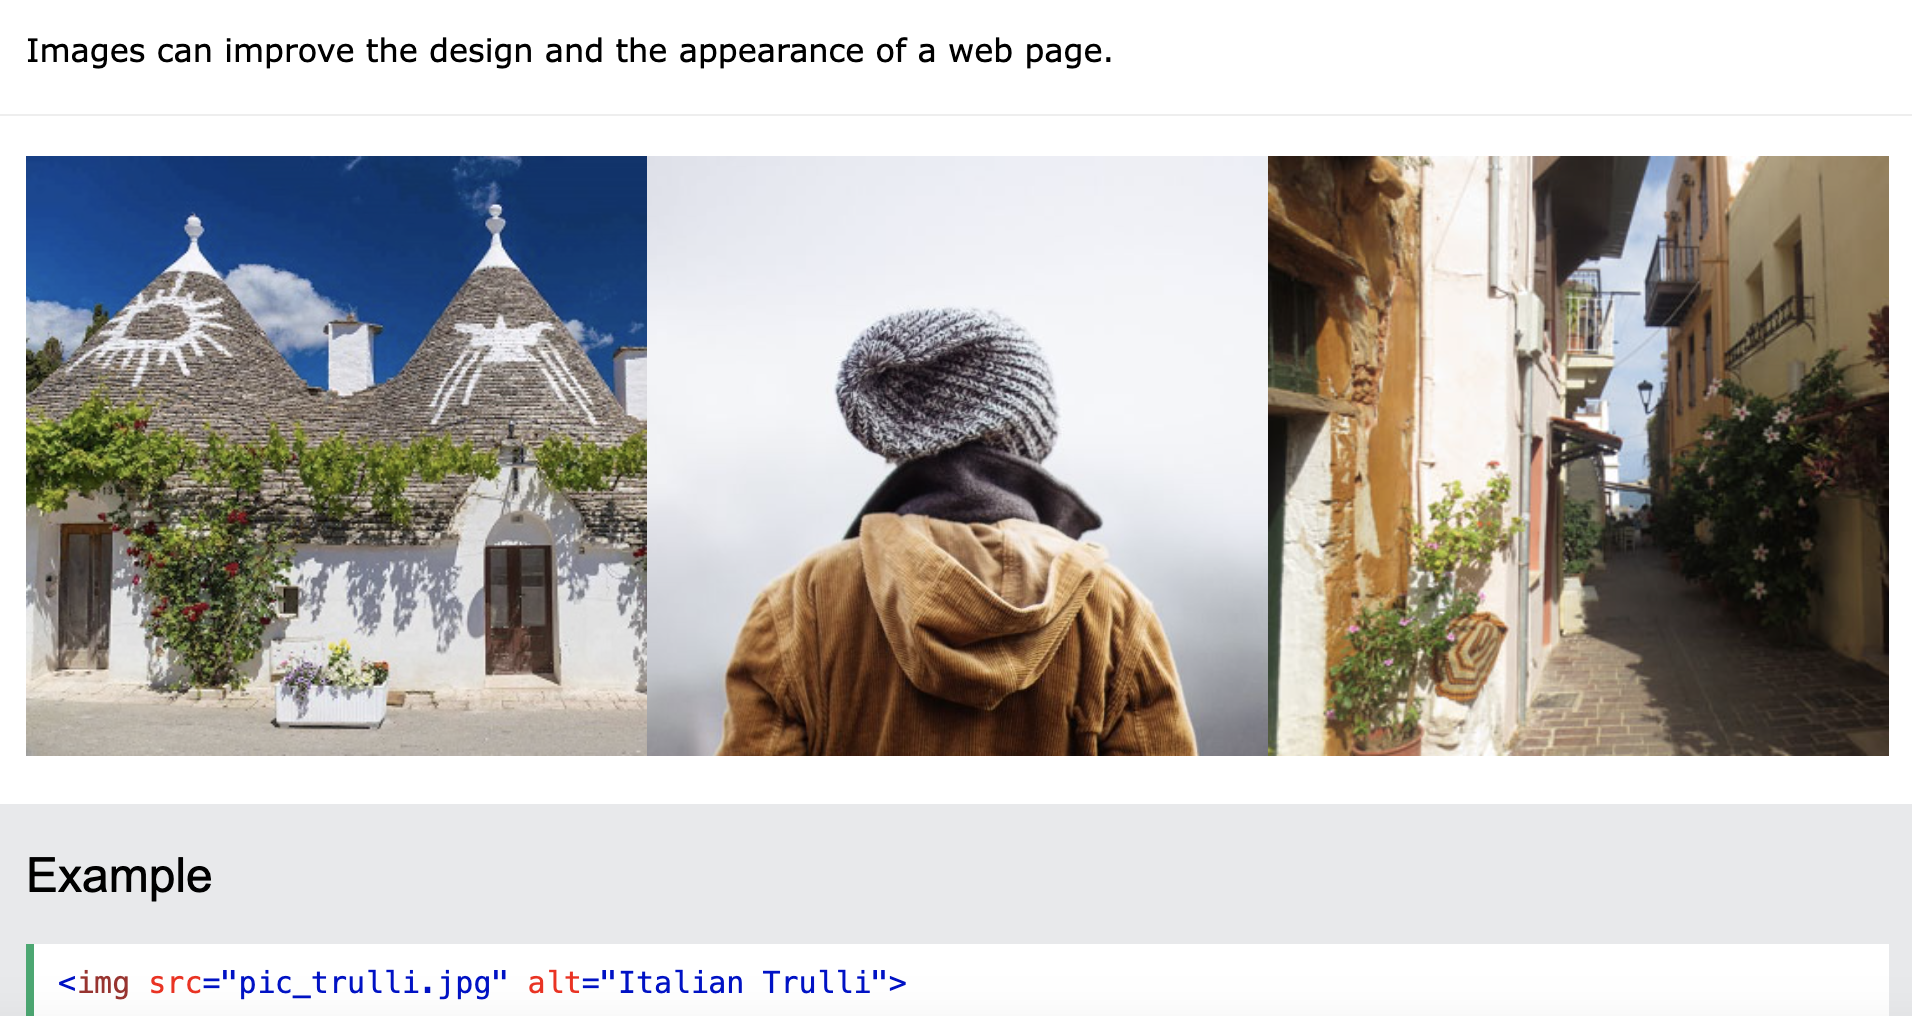 Images can improve the design and the appearance of a web page.
Example
<img src="pic_trulli.jpg" alt="Italian Trulli">